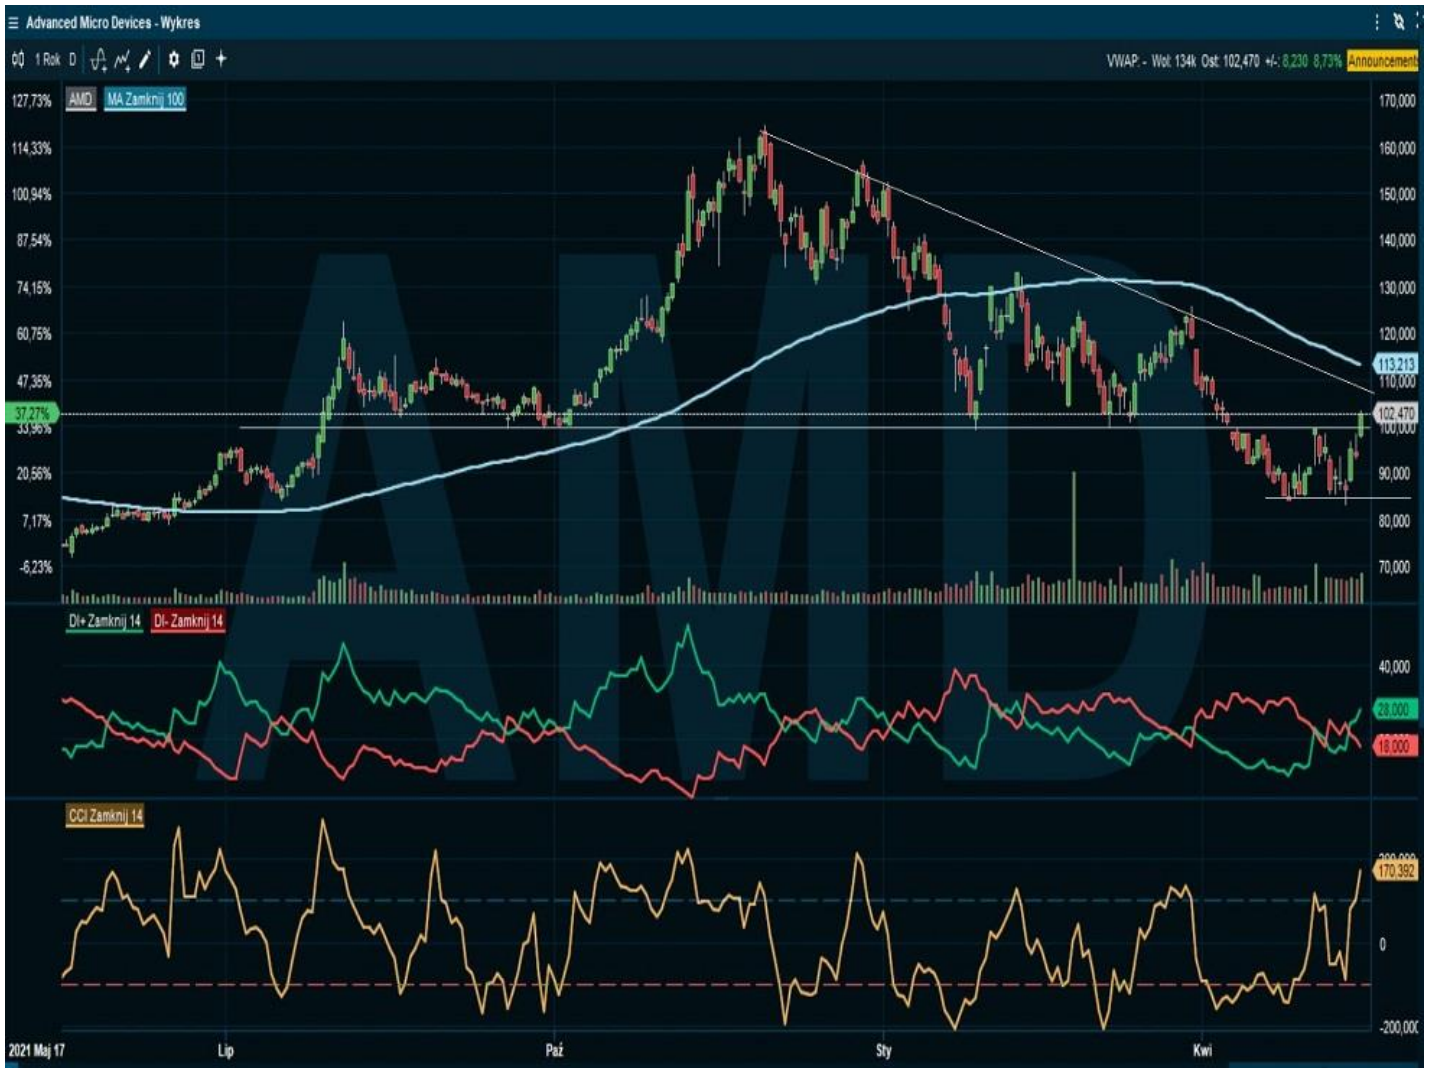 Advanced Micro Devices - Wykres
1 Rok D
VWAP: - Wol: 134k Ost: 102,470 +/-: 8,230 8,73% Announcements
127,73% AMD MA Zamknij 100 170,000
114,33% 160,000
100,94% 150,000
87,54% 140,000
74,15% 130,000
60,75% 120,000
113,213
47,35% 110,000
37,27% 102,470
33,96% 100,000
20,56% 90,000
7,17% 80,000
-6,23% 70,000
AMD
DI+ Zamknij 14 DI- Zamknij 14
40,000
28,000
18,000
CCI Zamknij 14
200,000
170,392
0
-200,000
2021 Maj 17 Lip Paź Sty Kwi